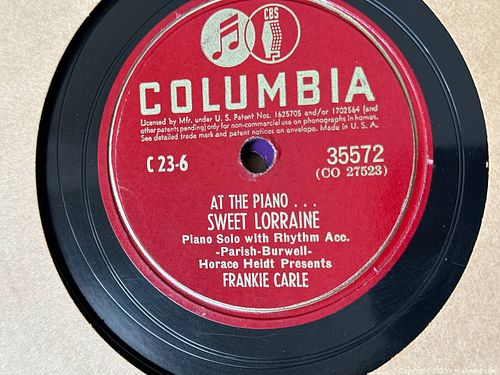 CBS
COLUMBIA
Licensed by Mfr. under U. S. Patent Nos. 1625705 and/or 1702564 (and
other patents pending) only for non-commercial use on phonographs in homes.
See detailed trade mark and patent notices on envelope. Made in U. S. A.
C 23-6
35572
(CO 27523)
AT THE PIANO . . .
SWEET LORRAINE
Piano Solo with Rhythm Acc.
-Parish-Burwell-
Horace Heidt Presents
FRANKIE CARLE